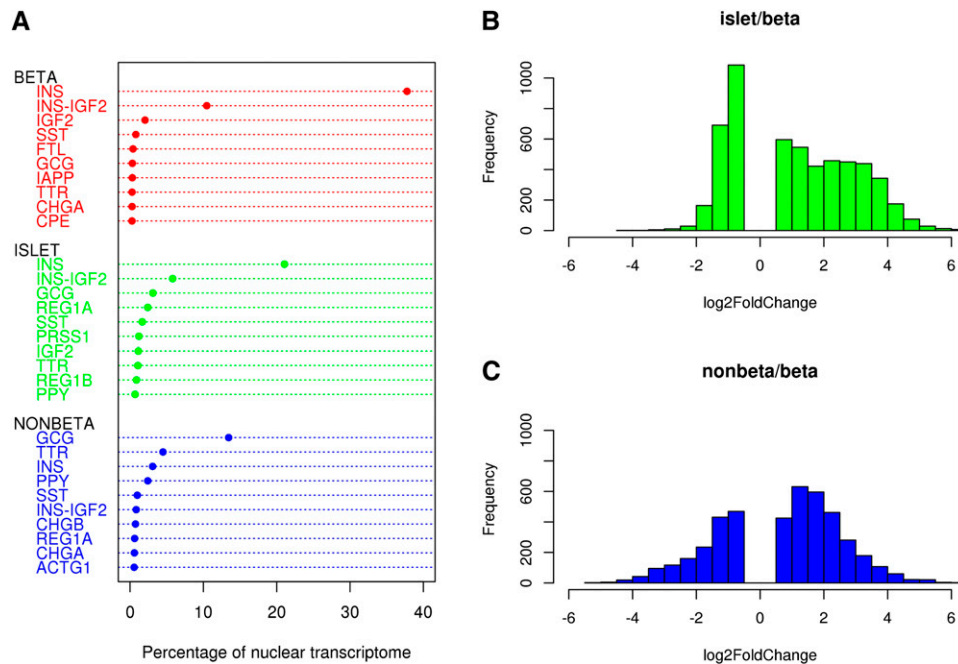 A
BETA
INS
INS-IGF2
IGF2
SST
FTL
GCG
IAPP
TTR
CHGA
CPE
ISLET
INS
INS-IGF2
GCG
REG1A
SST
PRSS1
IGF2
TTR
REG1B
PPY
NONBETA
GCG
TTR
INS
PPY
SST
INS-IGF2
CHGB
REG1A
CHGA
ACTG1
0 10 20 30 40
Percentage of nuclear transcriptome
B
islet/beta
Frequency
1000
600
200
0
-6 -4 -2 0 2 4 6
log2FoldChange
C
nonbeta/beta
Frequency
1000
600
200
0
-6 -4 -2 0 2 4 6
log2FoldChange